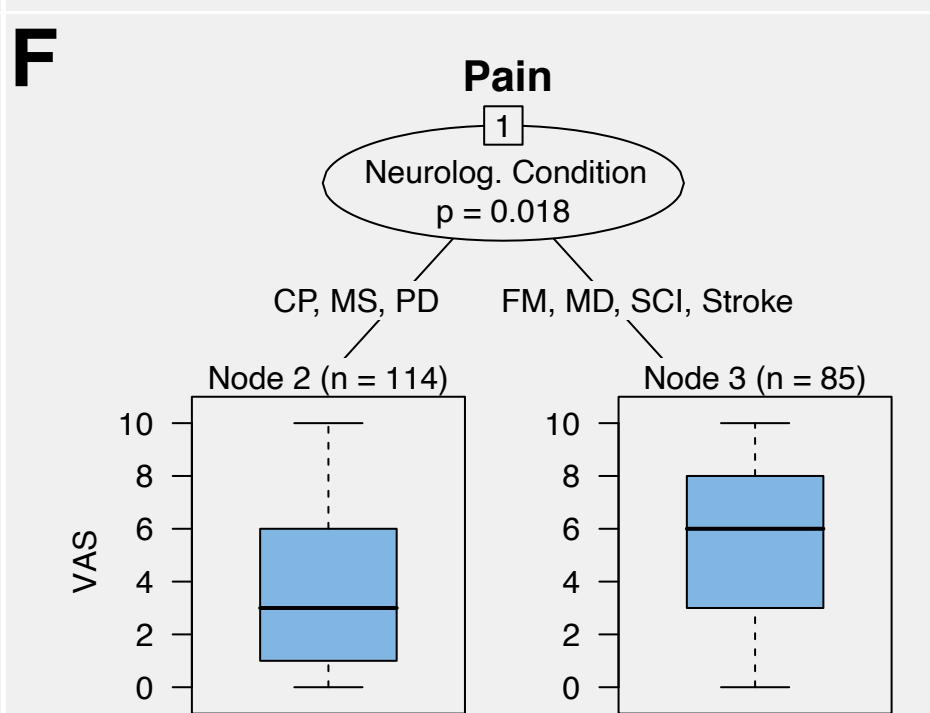 F
Pain
1
Neurolog. Condition
p = 0.018
CP, MS, PD
FM, MD, SCI, Stroke
Node 2 (n = 114)
Node 3 (n = 85)
VAS
10
8
6
4
2
0
10
8
6
4
2
0